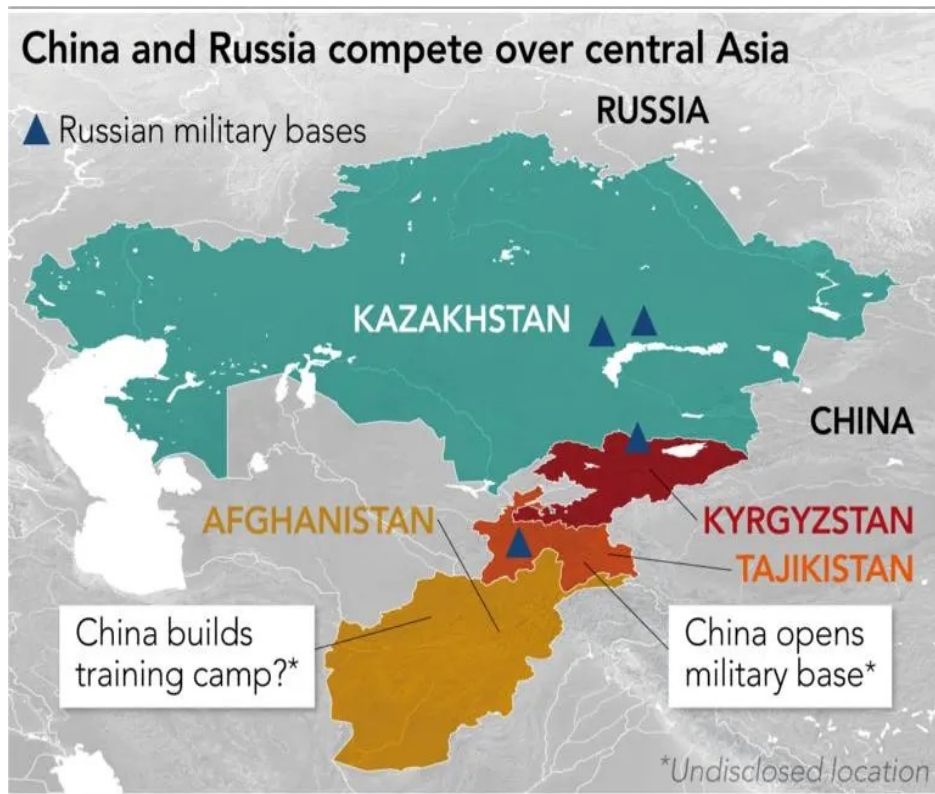 China and Russia compete over central Asia
RUSSIA
Russian military bases
KAZAKHSTAN
CHINA
AFGHANISTAN
KYRGYZSTAN
TAJIKISTAN
China builds
training camp?*
China opens
military base*
*Undisclosed location